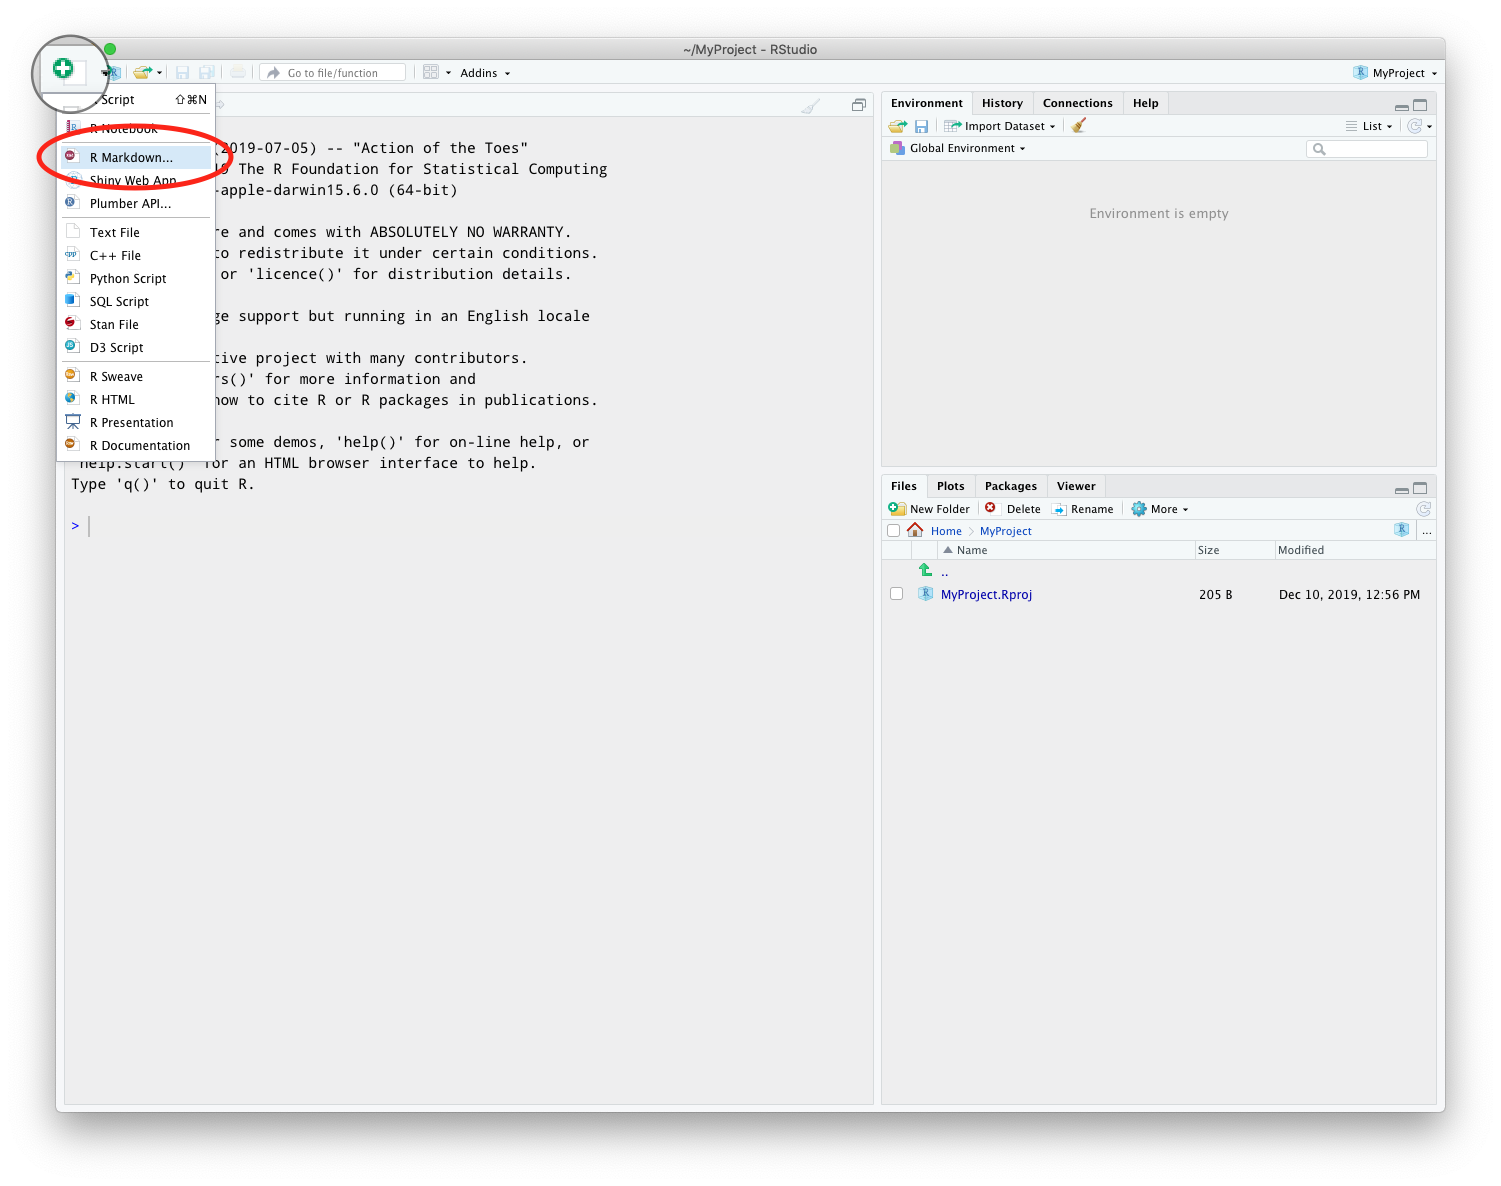 ~/MyProject - RStudio
Go to file/function
Addins
MyProject
Script ⇧⌘N
R Notebook
R Markdown...
Shiny Web App
Plumber API...
Text File
C++ File
Python Script
SQL Script
Stan File
D3 Script
R Sweave
R HTML
R Presentation
R Documentation
(2019-07-05) -- "Action of the Toes"
The R Foundation for Statistical Computing
-apple-darwin15.6.0 (64-bit)
re and comes with ABSOLUTELY NO WARRANTY.
to redistribute it under certain conditions.
or 'licence()' for distribution details.
ge support but running in an English locale
tive project with many contributors.
rs()' for more information and
how to cite R or R packages in publications.
r some demos, 'help()' for on-line help, or
'help.start()' for an HTML browser interface to help.
Type 'q()' to quit R.
>
Environment History Connections Help
Import Dataset List
Global Environment
Environment is empty
Files Plots Packages Viewer
New Folder Delete Rename More
Home > MyProject ...
Name Size Modified
..
MyProject.Rproj 205 B Dec 10, 2019, 12:56 PM